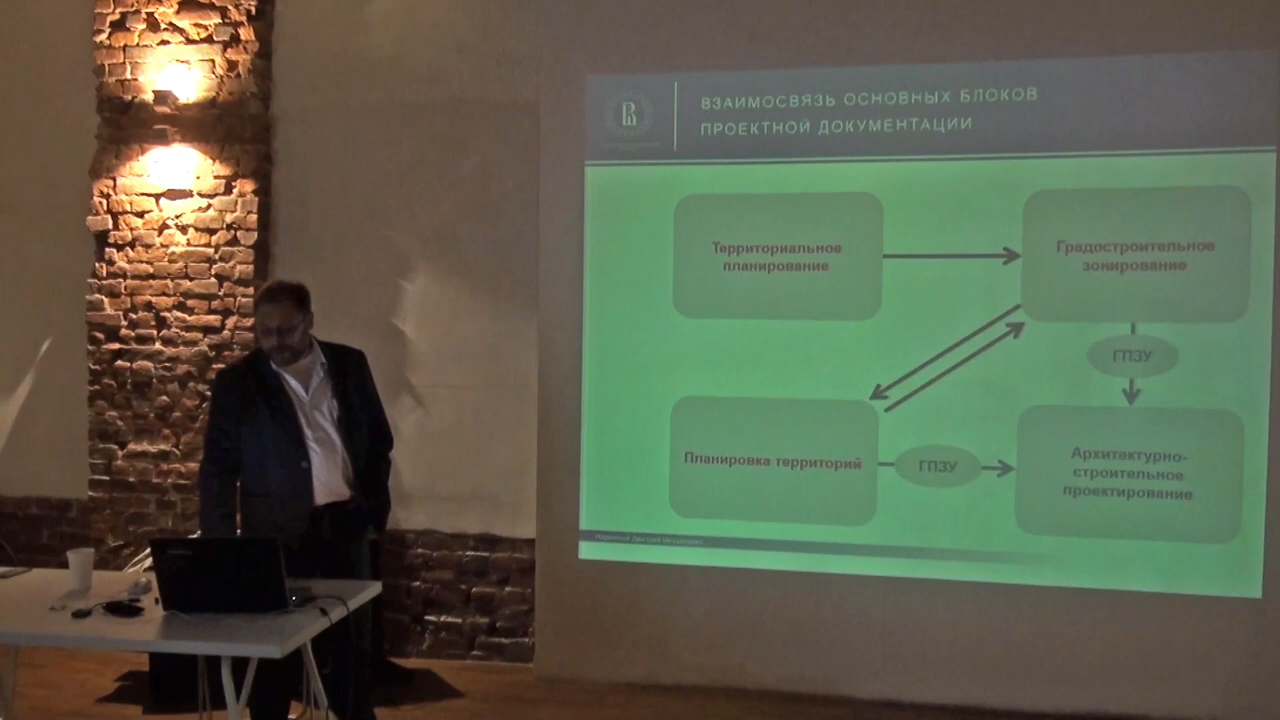 ВЗАИМОСВЯЗЬ ОСНОВНЫХ БЛОКОВ
ПРОЕКТНОЙ ДОКУМЕНТАЦИИ
Территориальное
планирование
Градостроительное
зонирование
ГПЗУ
Планировка территорий
ГПЗУ
Архитектурно-
строительное
проектирование